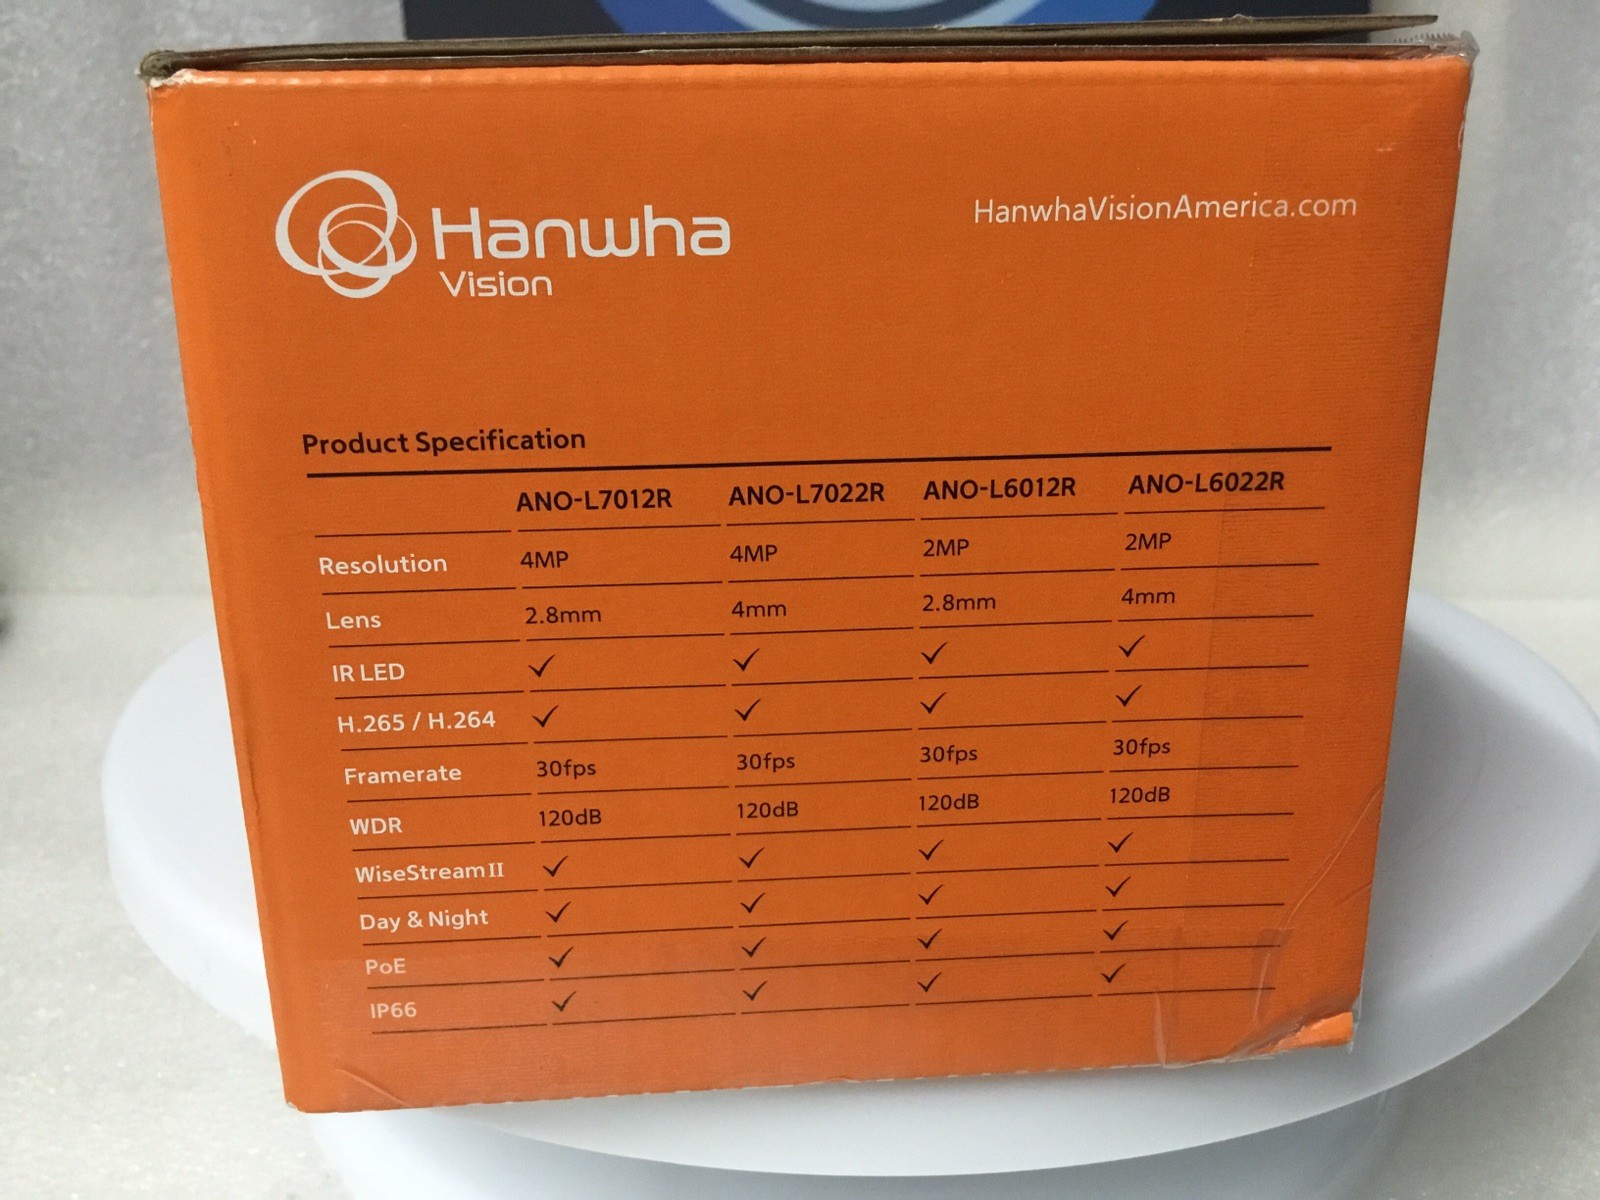 Hanwha
Vision
HanwhaVisionAmerica.com
Product Specification
ANO-L7012R ANO-L7022R ANO-L6012R ANO-L6022R
Resolution 4MP 4MP 2MP 2MP
Lens 2.8mm 4mm 2.8mm 4mm
IR LED ✓ ✓ ✓ ✓
H.265 / H.264 ✓ ✓ ✓ ✓
Framerate 30fps 30fps 30fps 30fps
WDR 120dB 120dB 120dB 120dB
WiseStreamII ✓ ✓ ✓ ✓
Day & Night ✓ ✓ ✓ ✓
PoE ✓ ✓ ✓ ✓
IP66 ✓ ✓ ✓ ✓